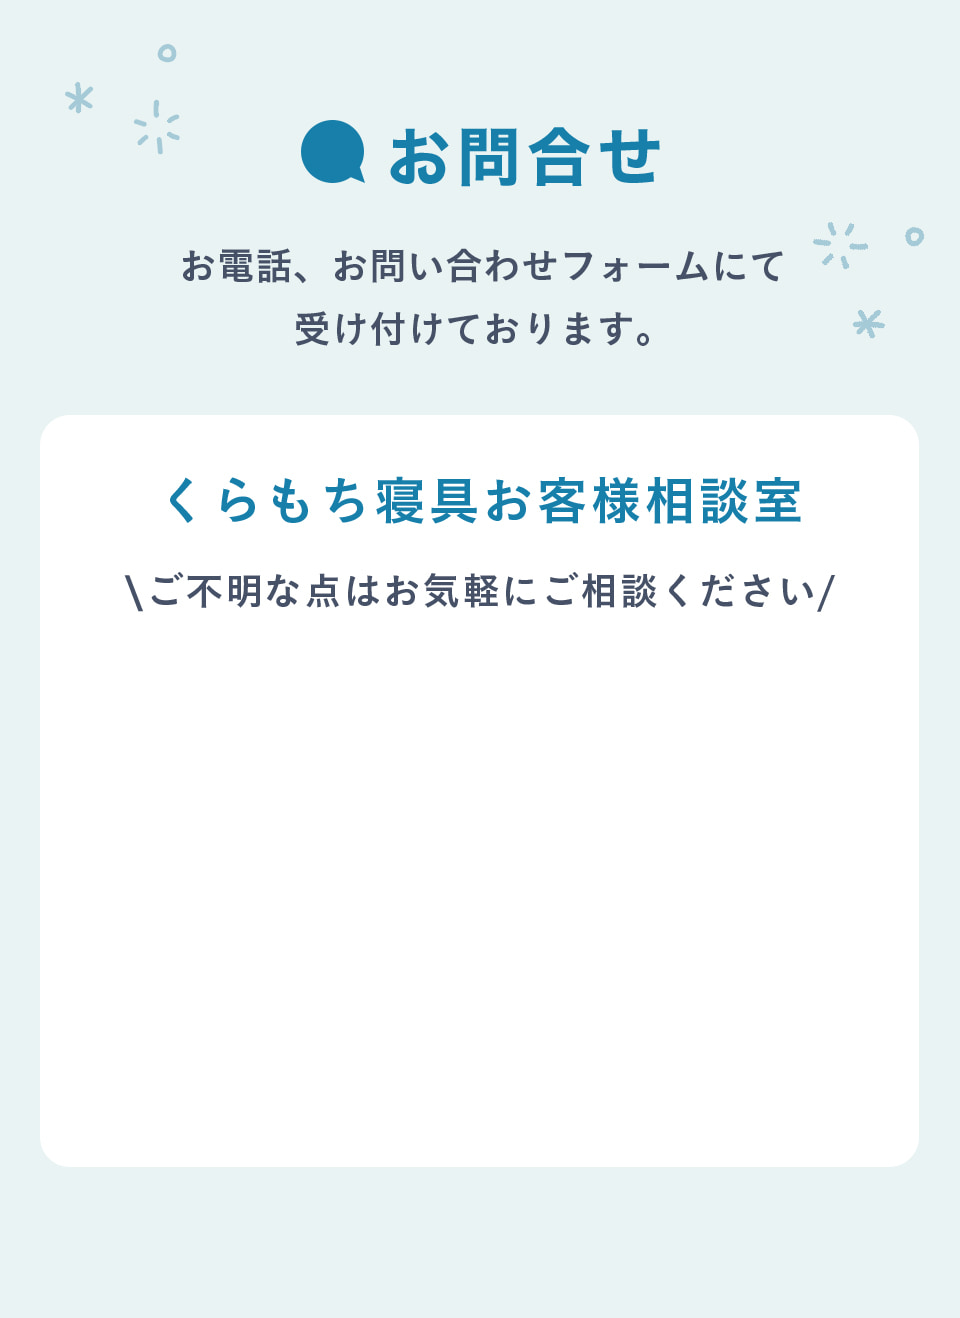 お問合せ
お電話、お問い合わせフォームにて
受け付けております。
くらもち寝具お客様相談室
\ご不明な点はお気軽にご相談ください/